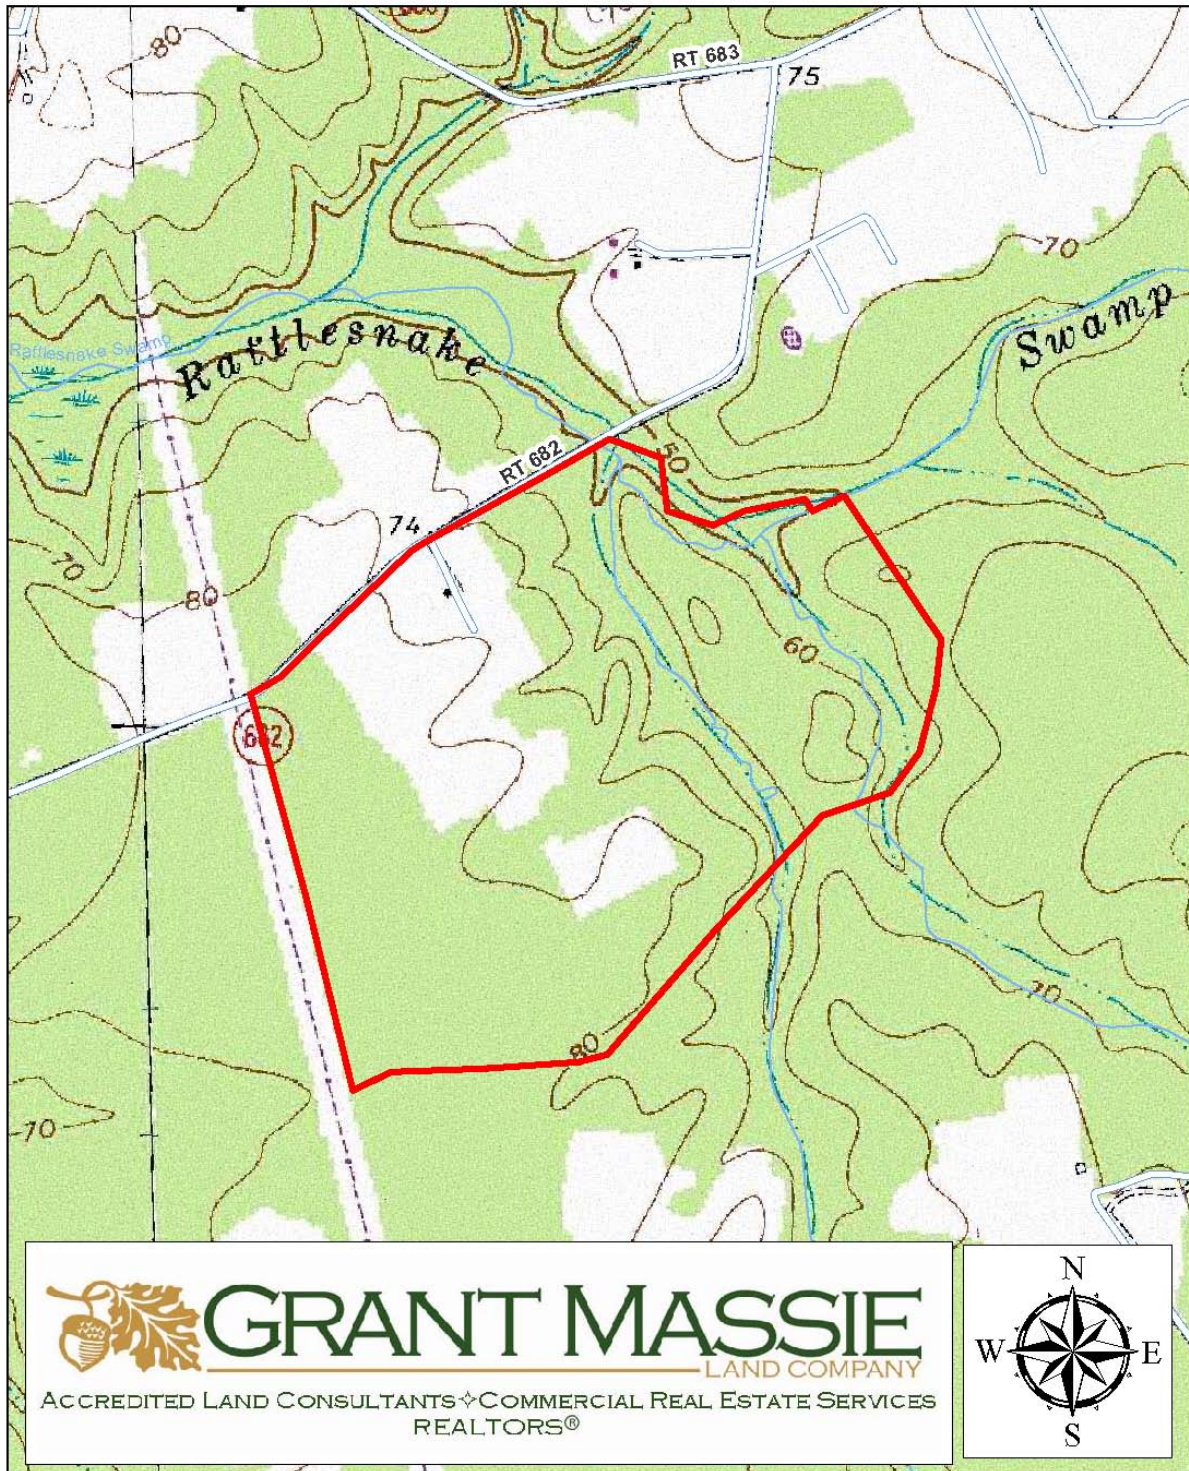 80
RT 683
75
70
Rattlesnake Swamp
Rattlesnake
Swamp
50
RT 682
74
70
80
60
682
70
80
70
GRANT MASSIE
LAND COMPANY
ACCREDITED LAND CONSULTANTS✧COMMERCIAL REAL ESTATE SERVICES
REALTORS®
N
W E
S